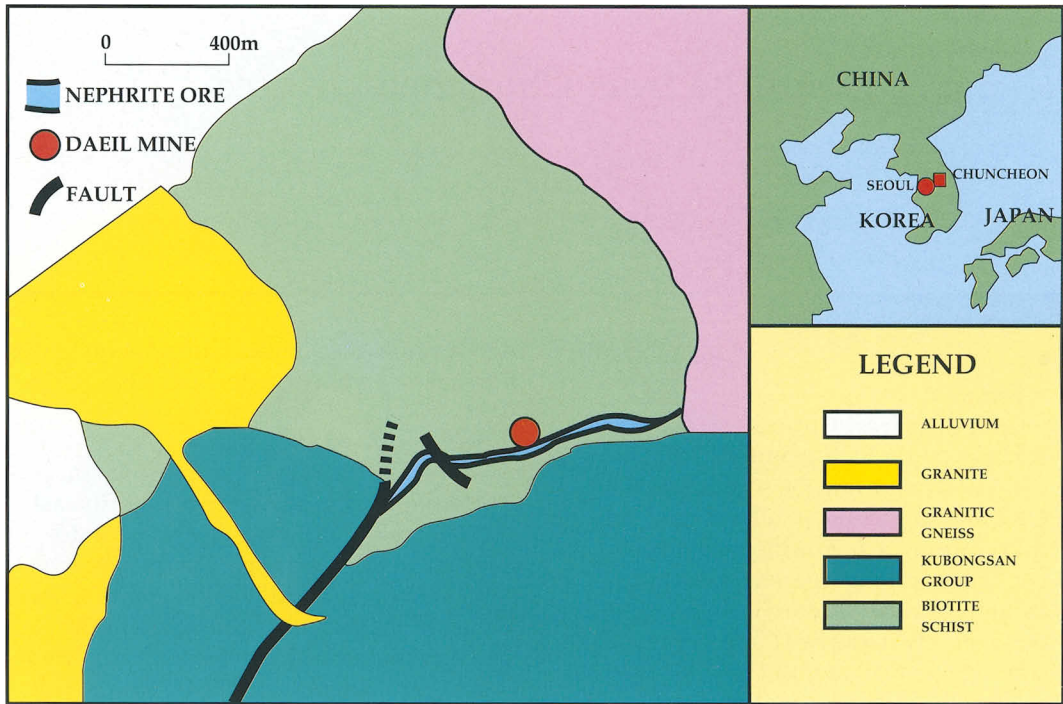 0 400m
NEPHRITE ORE
DAEIL MINE
FAULT
CHINA
SEOUL
CHUNCHEON
KOREA
JAPAN
LEGEND
ALLUVIUM
GRANITE
GRANITIC
GNEISS
KUBONGSAN
GROUP
BIOTITE
SCHIST